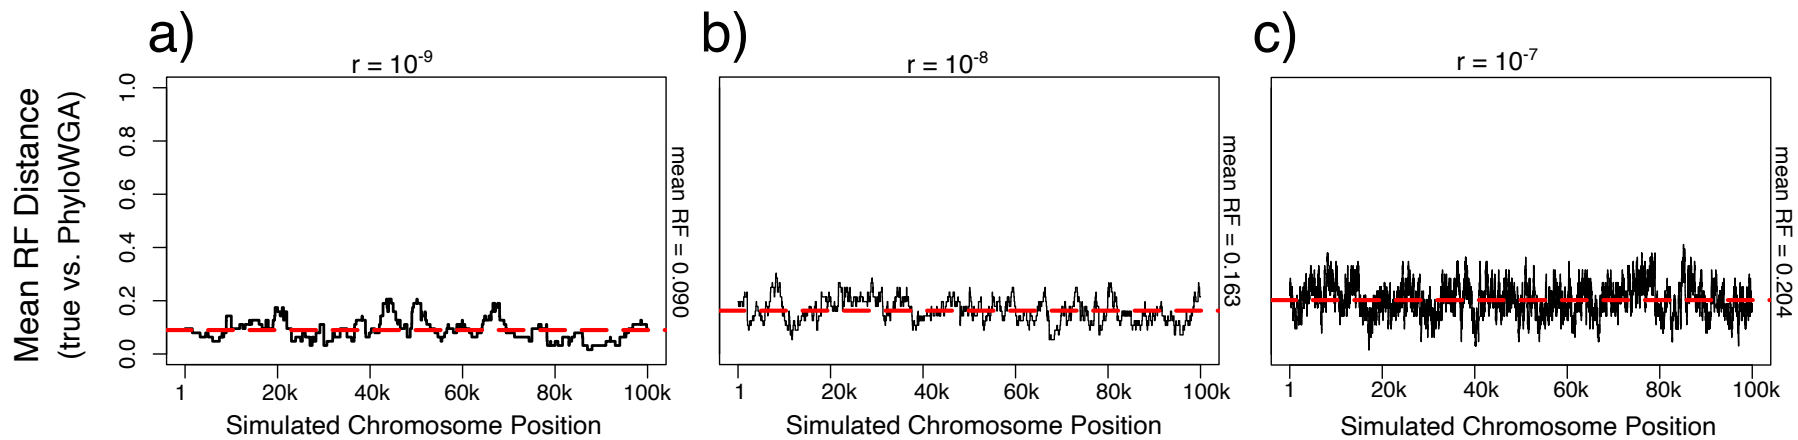 a)
r = 10⁻⁹
Mean RF Distance
(true vs. PhyloWGA)
1.0
0.8
0.6
0.4
0.2
0.0
1 20k 40k 60k 80k 100k
Simulated Chromosome Position
mean RF = 0.090
b)
r = 10⁻⁸
1 20k 40k 60k 80k 100k
Simulated Chromosome Position
mean RF = 0.163
c)
r = 10⁻⁷
1 20k 40k 60k 80k 100k
Simulated Chromosome Position
mean RF = 0.204